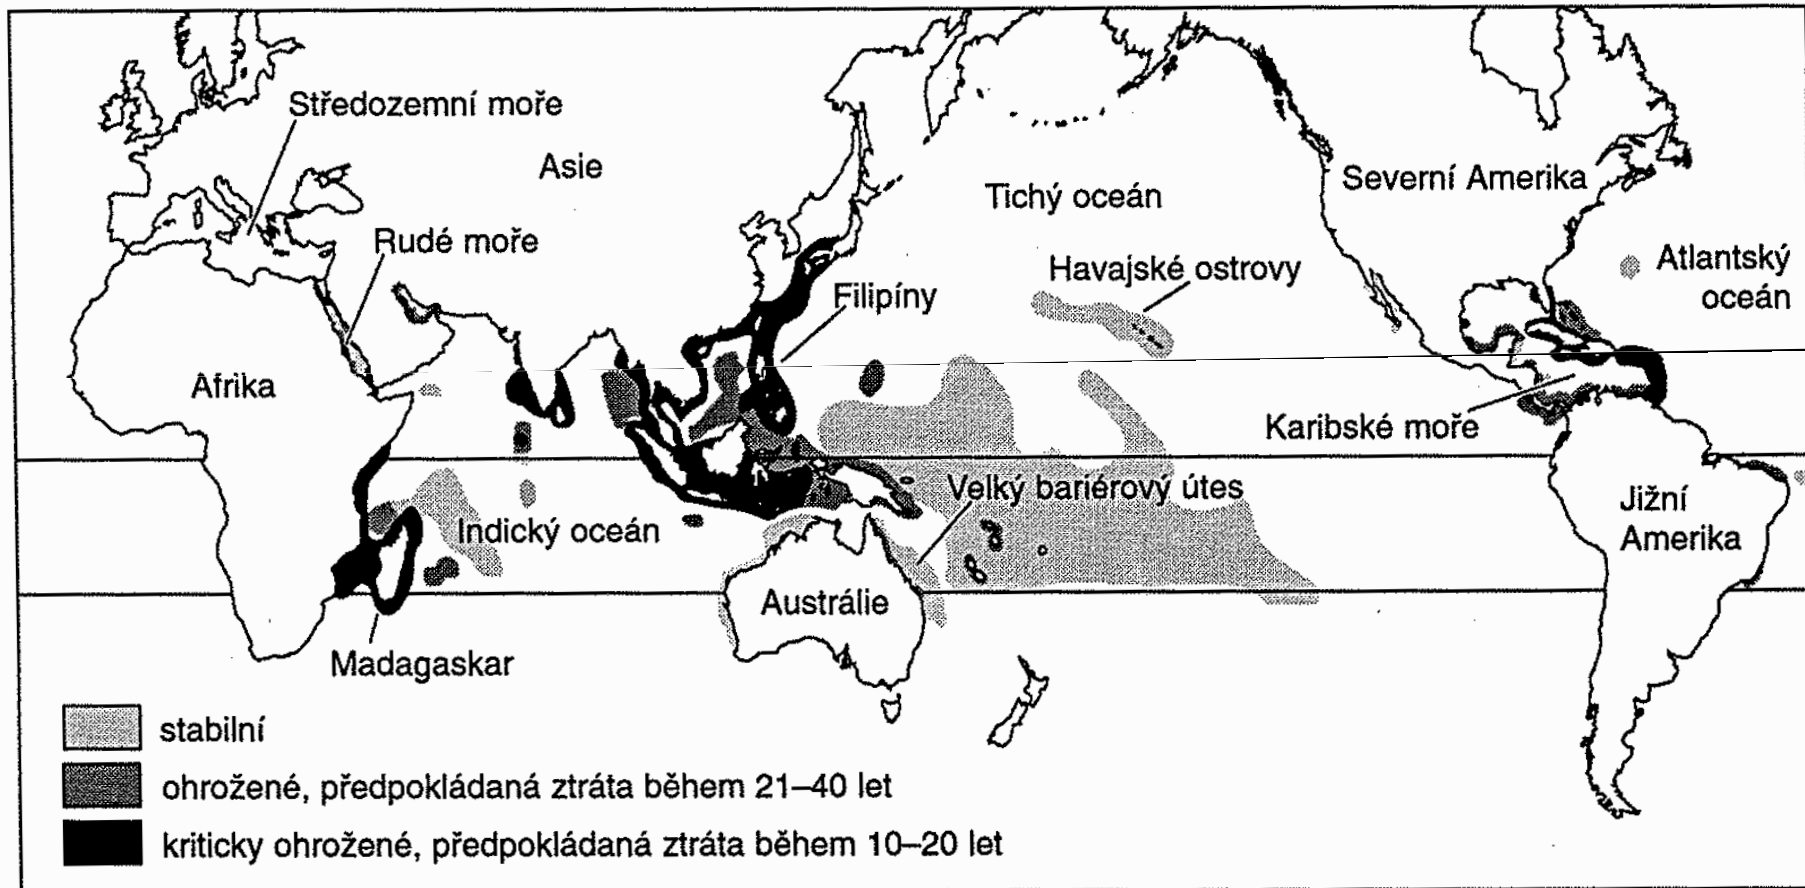 Středozemní moře
Asie
Severní Amerika
Tichý oceán
Rudé moře
Havajské ostrovy
Atlantský
oceán
Filipíny
Afrika
Karibské moře
Velký bariérový útes
Jižní
Amerika
Indický oceán
Austrálie
Madagaskar
stabilní
ohrožené, předpokládaná ztráta během 21–40 let
kriticky ohrožené, předpokládaná ztráta během 10–20 let